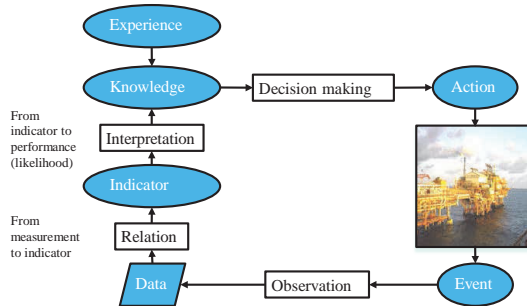 Experience
Knowledge
Decision making
Action
From
indicator to
performance
(likelihood)
Interpretation
Indicator
From
measurement
to indicator
Relation
Data
Observation
Event